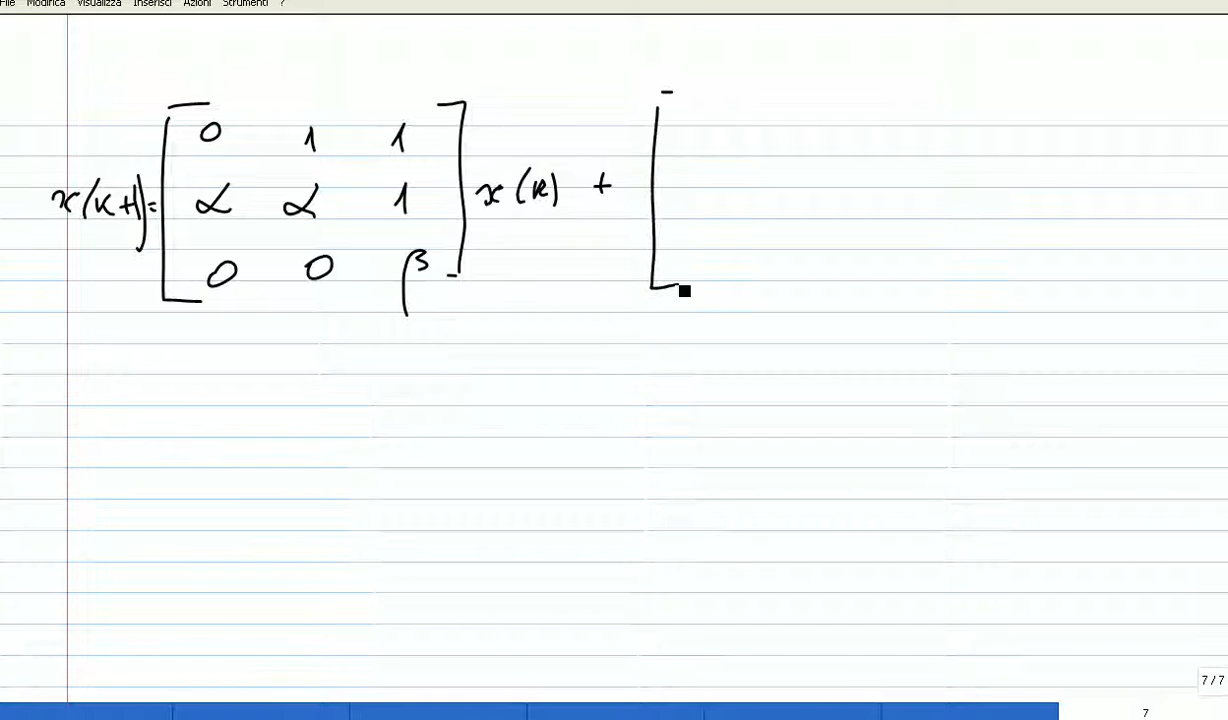 File Modifica Visualizza Inserisci Azioni Strumenti ?
0 1 1
x(k+1)= α α 1 x(k) +
0 0 β
7 / 7
7